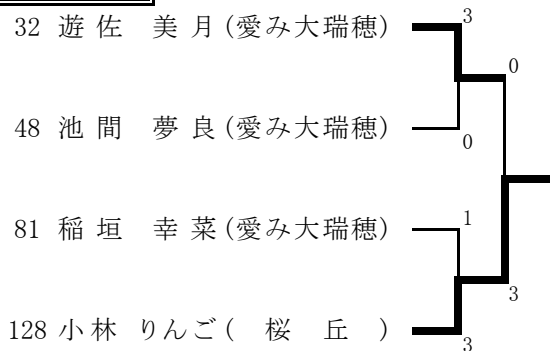 32 遊佐 美月(愛み大瑞穂) 3
0
48 池間 夢良(愛み大瑞穂) 0
81 稲垣 幸菜(愛み大瑞穂) 1
3
128 小林 りんご( 桜 丘 ) 3